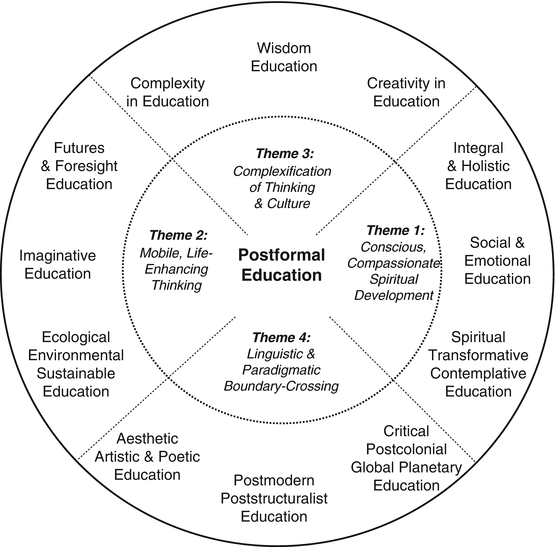 Wisdom
Education
Complexity
in Education
Creativity in
Education
Futures
& Foresight
Education
Integral
& Holistic
Education
Theme 3:
Complexification
of Thinking
& Culture
Theme 2:
Mobile, Life-
Enhancing
Thinking
Theme 1:
Conscious,
Compassionate
Spiritual
Development
Postformal
Education
Imaginative
Education
Social &
Emotional
Education
Theme 4:
Linguistic &
Paradigmatic
Boundary-Crossing
Ecological
Environmental
Sustainable
Education
Spiritual
Transformative
Contemplative
Education
Aesthetic
Artistic & Poetic
Education
Postmodern
Poststructuralist
Education
Critical
Postcolonial
Global Planetary
Education